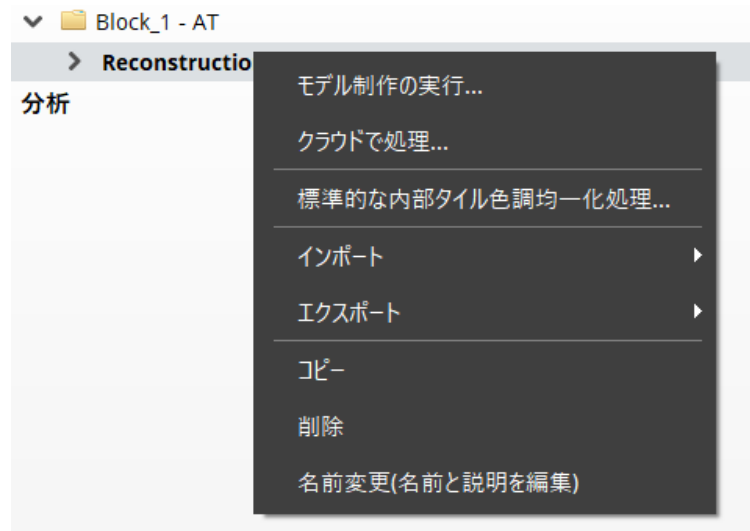 Block_1 - AT
Reconstructio
分析
モデル制作の実行...
クラウドで処理...
標準的な内部タイル色調均一化処理...
インポート
エクスポート
コピー
削除
名前変更(名前と説明を編集)